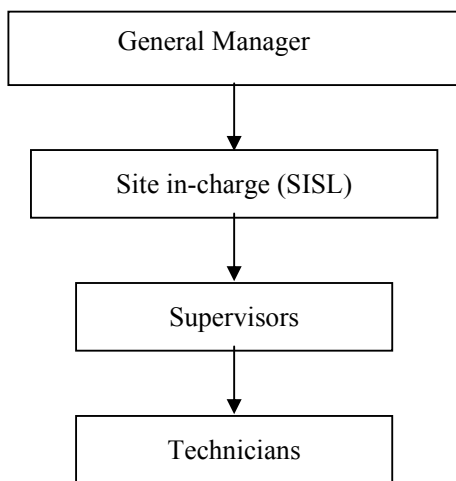 General Manager
Site in-charge (SISL)
Supervisors
Technicians